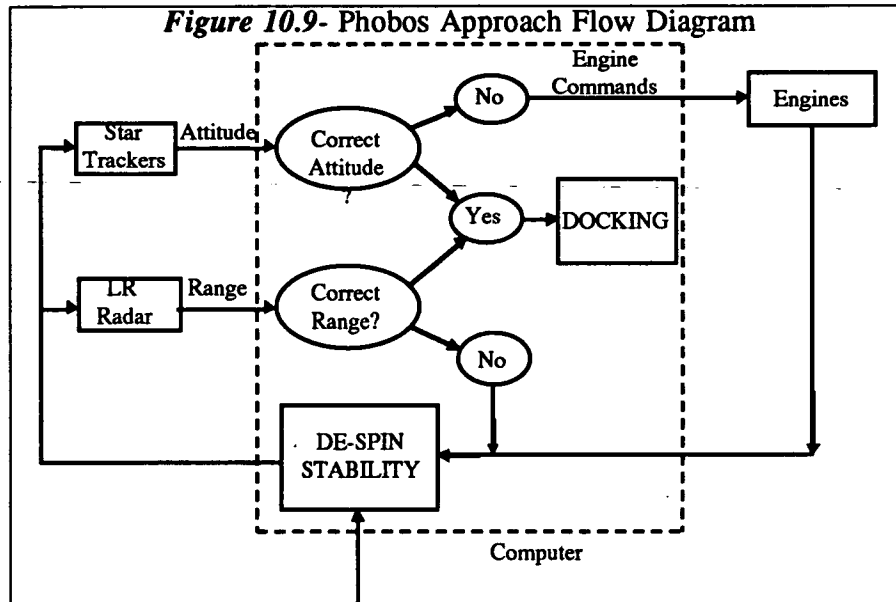 Figure 10.9- Phobos Approach Flow Diagram
Engine
Commands
No
Engines
Star
Trackers
Attitude
Correct
Attitude
?
Yes
DOCKING
LR
Radar
Range
Correct
Range?
No
DE-SPIN
STABILITY
Computer